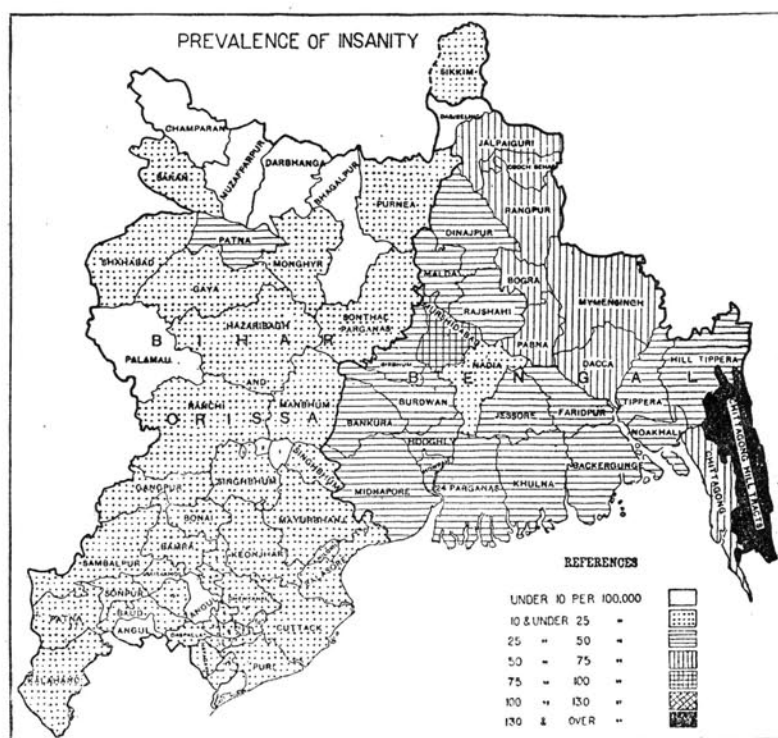 PREVALENCE OF INSANITY
SIKKIM
DARJEELING
CHAMPARAN
JALPAIGURI
MUZAFFARPUR
DARBHANGA
BHAGALPUR
COOCH BEHAR
SARAN
PURNEA
RANGPUR
DINAJPUR
PATNA
SHAHABAD
MONGHYR
MALDA
BOGRA
GAYA
MYMENSINGH
RAJSHAHI
SONTHAL
PARGANAS
MURSHIDABAD
HAZARIBAGH
PABNA
BIHAR
DACCA
HILL TIPPERA
PALAMAU
NADIA
BIRBHUM
BENGAL
AND
BURDWAN
TIPPERA
RANCHI
MANBHUM
JESSORE
FARIDPUR
ORISSA
BANKURA
HOOGHLY
NOAKHALI
CHITTAGONG HILL TRACTS
SINGHBHUM
SINGHBHUM
CHITTAGONG
GANGPUR
MIDNAPORE
24 PARGANAS
KHULNA
BACKERGUNGE
BONAI
MAYURBHANJ
BAMRA
KEONJHAR
SAMBALPUR
BALASORE
SONPUR
PATNA
BAUD
ANGUL
ANGUL
CUTTACK
DASPALLA
PURI
KALAHANDI
REFERENCES
UNDER 10 PER 100,000
10 & UNDER 25 "
25 " 50 "
50 " 75 "
75 " 100 "
100 " 130 "
130 & OVER "